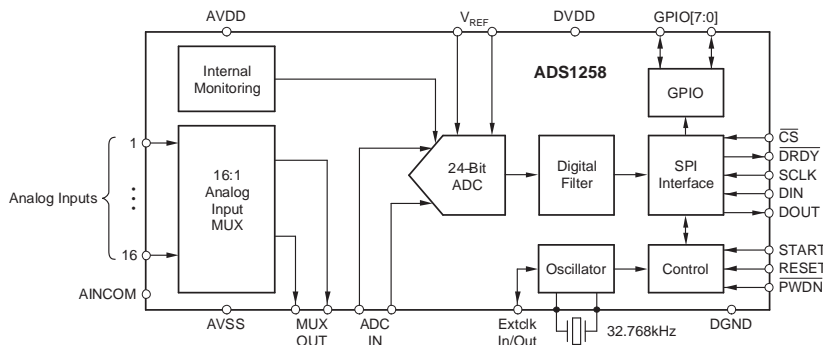 AVDD
VREF
DVDD
GPIO[7:0]
ADS1258
Internal
Monitoring
GPIO
1
Analog Inputs
16
AINCOM
16:1
Analog
Input
MUX
24-Bit
ADC
Digital
Filter
SPI
Interface
CS
DRDY
SCLK
DIN
DOUT
Oscillator
Control
START
RESET
PWDN
AVSS
MUX
OUT
ADC
IN
Extclk
In/Out
32.768kHz
DGND